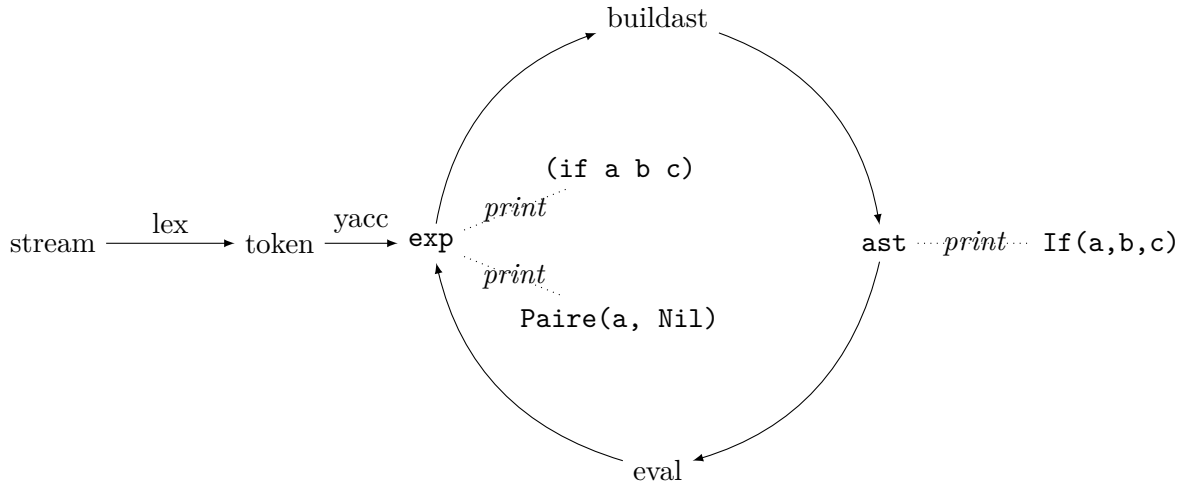 buildast
(if a b c)
print
stream
lex
token
yacc
exp
ast
print
If(a,b,c)
print
Paire(a, Nil)
eval